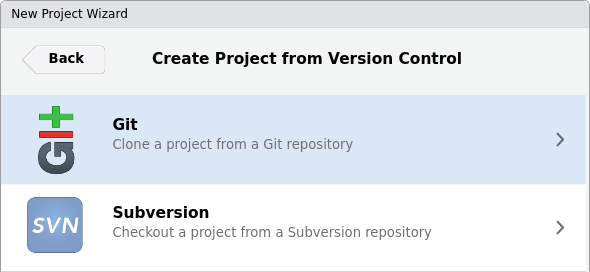 New Project Wizard
Back
Create Project from Version Control
Git
Git
Clone a project from a Git repository
SVN
Subversion
Checkout a project from a Subversion repository